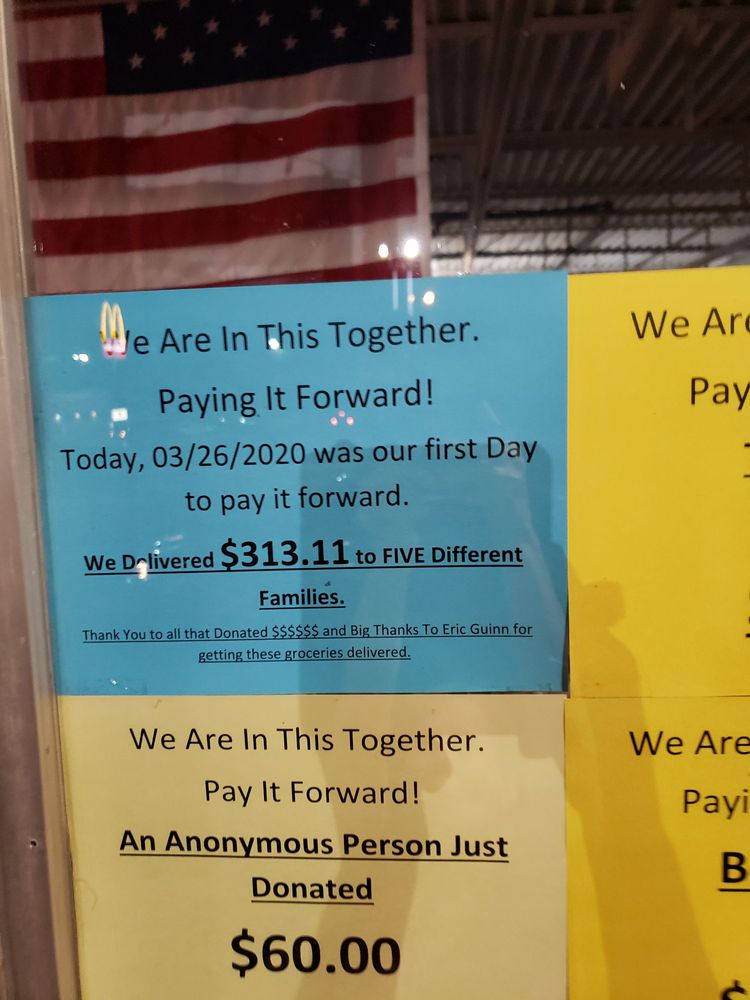 We Are In This Together.
Paying It Forward!
Today, 03/26/2020 was our first Day
to pay it forward.
We Delivered $313.11 to FIVE Different
Families.
Thank You to all that Donated $$$$$$ and Big Thanks To Eric Guinn for
getting these groceries delivered.
We Are In This Together.
Pay It Forward!
An Anonymous Person Just
Donated
$60.00
We Are
Pay
We Are
Payi
B